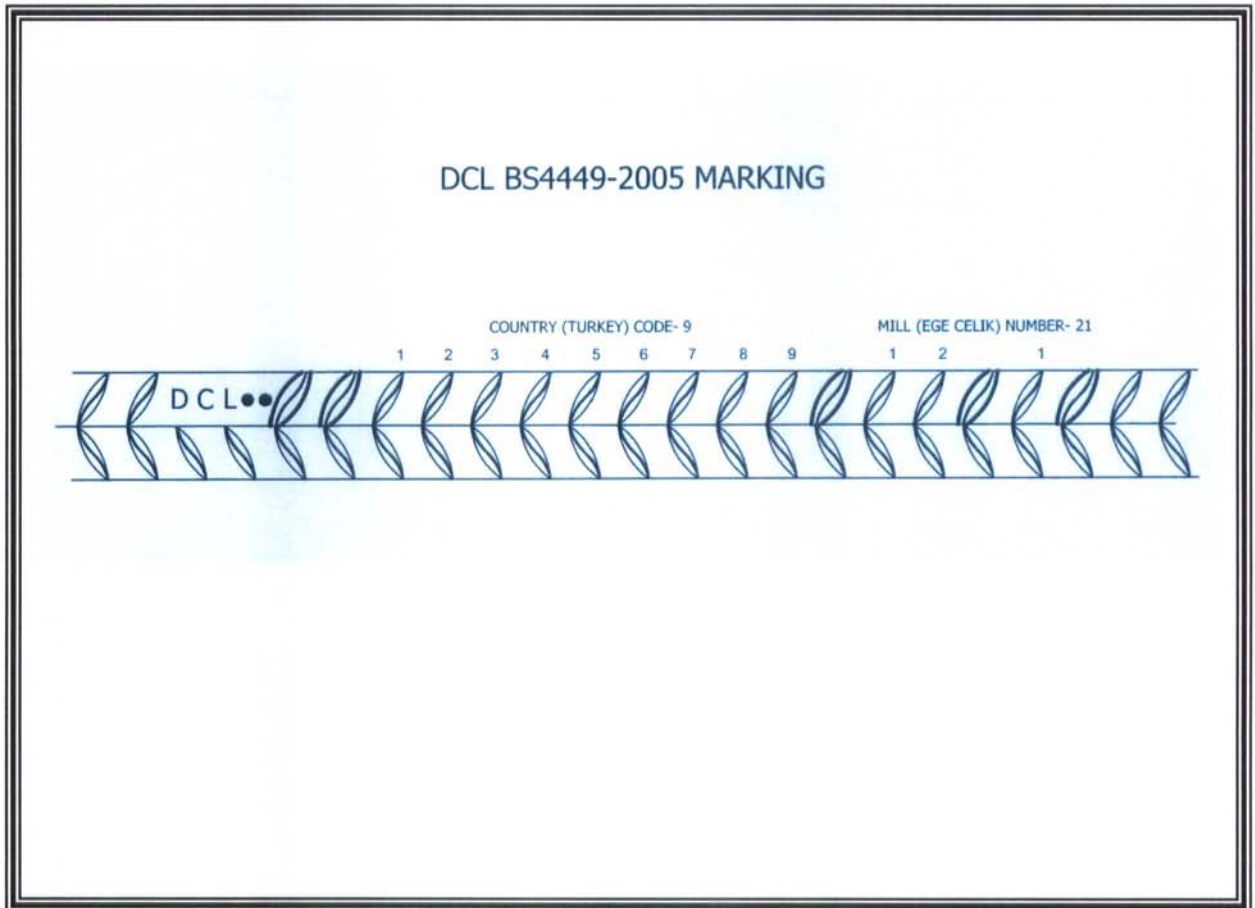 DCL BS4449-2005 MARKING
COUNTRY (TURKEY) CODE- 9 MILL (EGE CELIK) NUMBER- 21
1 2 3 4 5 6 7 8 9 1 2 1
DCL●●